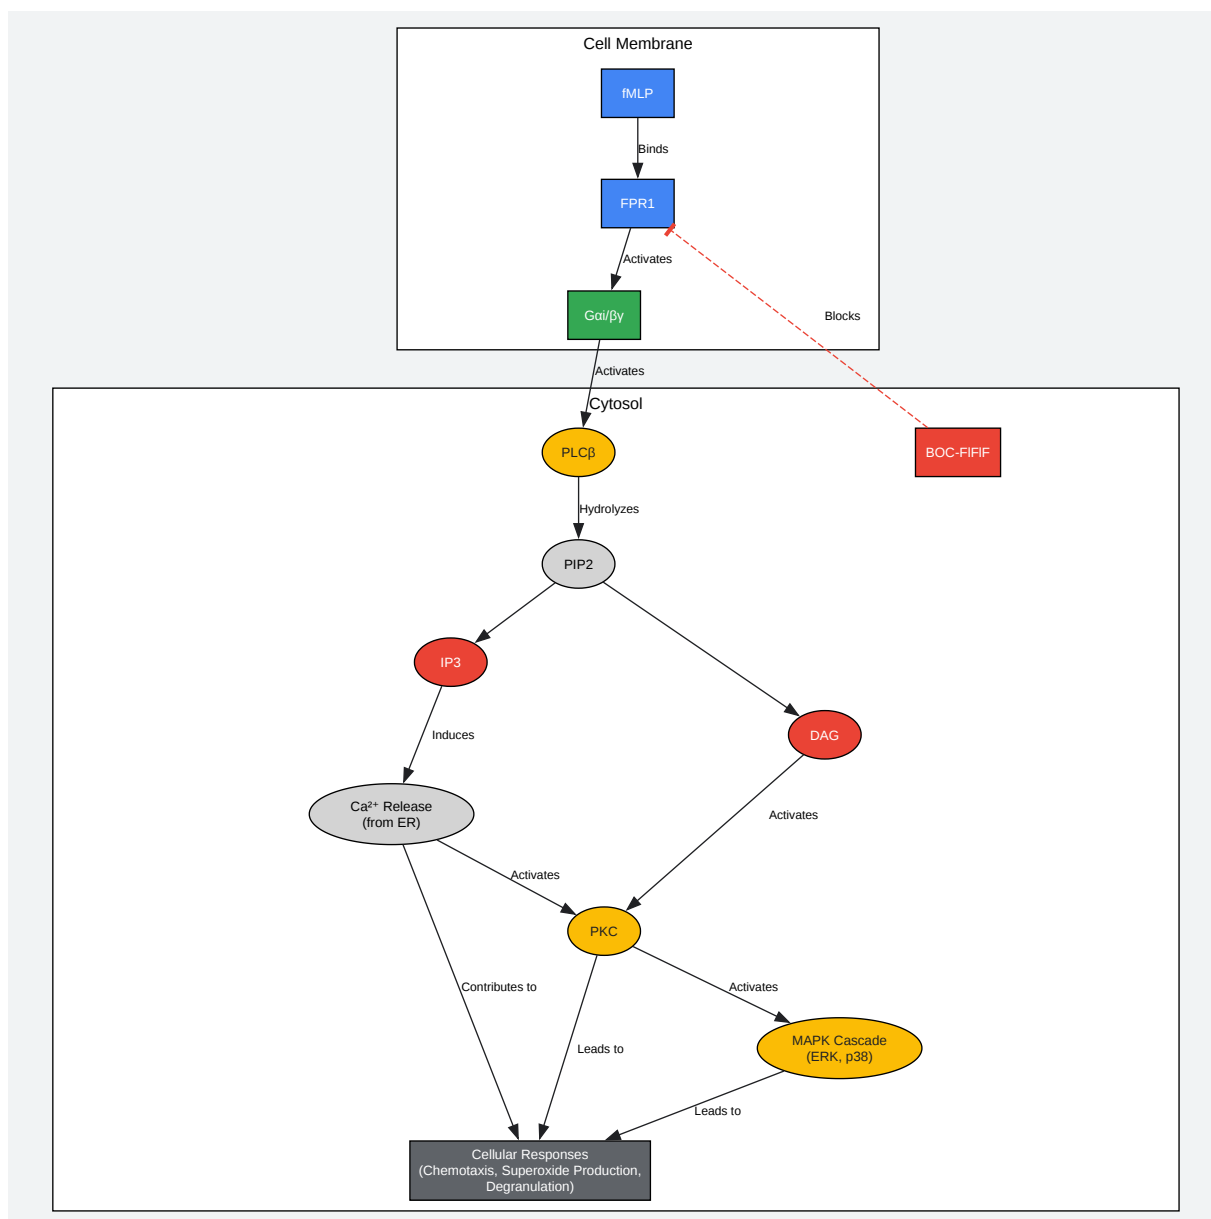 Cell Membrane
fMLP
Binds
FPR1
Activates
Gαi/βγ
Blocks
Activates
Cytosol
PLCβ
BOC-FlFlF
Hydrolyzes
PIP2
IP3
DAG
Induces
Ca²⁺ Release
(from ER)
Activates
Activates
PKC
Contributes to
Activates
Leads to
MAPK Cascade
(ERK, p38)
Leads to
Cellular Responses
(Chemotaxis, Superoxide Production,
Degranulation)